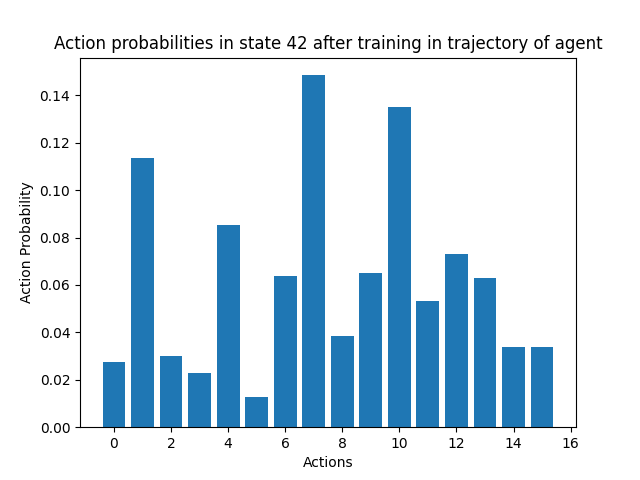 Action probabilities in state 42 after training in trajectory of agent
Action Probability
0.14
0.12
0.10
0.08
0.06
0.04
0.02
0.00
0 2 4 6 8 10 12 14 16
Actions